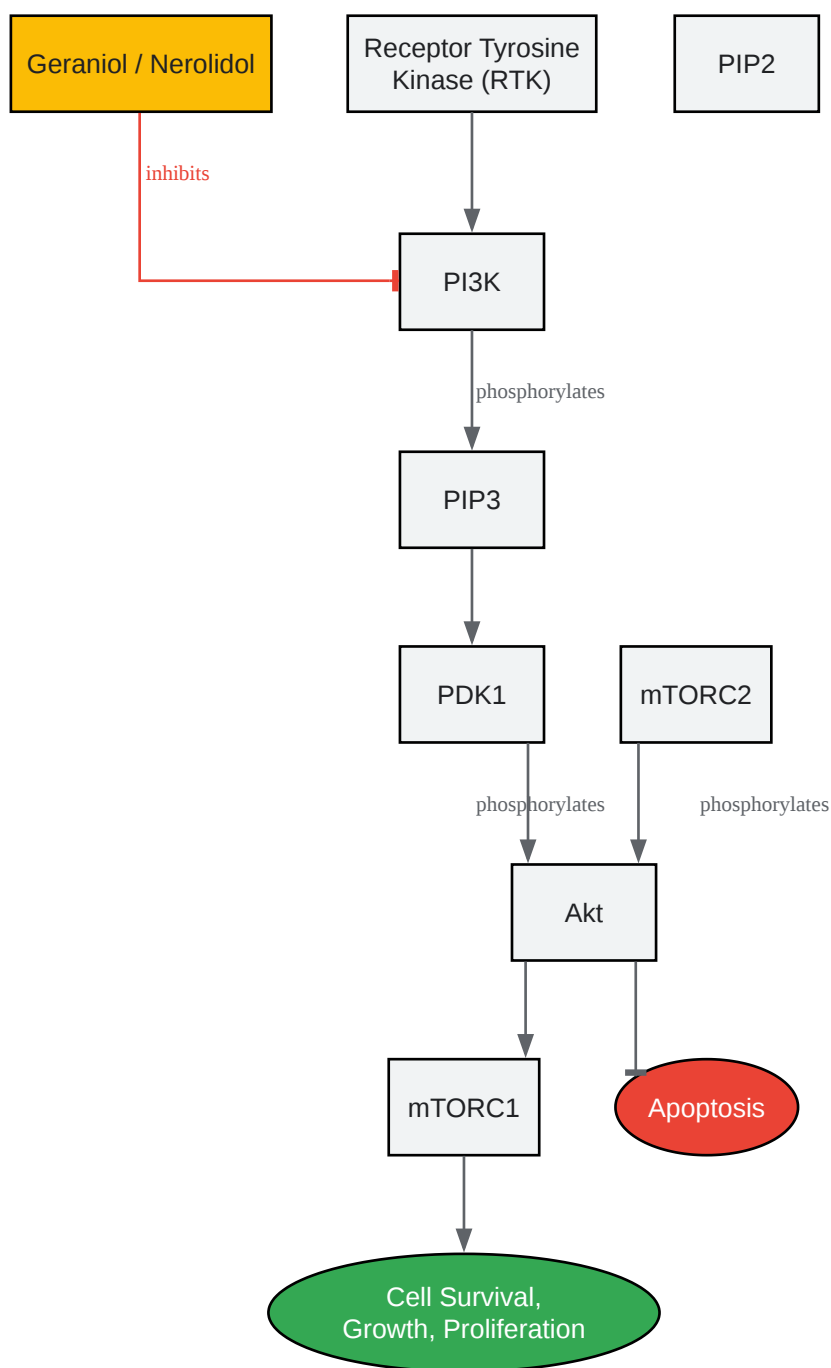 Geraniol / Nerolidol
Receptor Tyrosine
Kinase (RTK)
PIP2
inhibits
PI3K
phosphorylates
PIP3
PDK1
mTORC2
phosphorylates
phosphorylates
Akt
mTORC1
Apoptosis
Cell Survival,
Growth, Proliferation